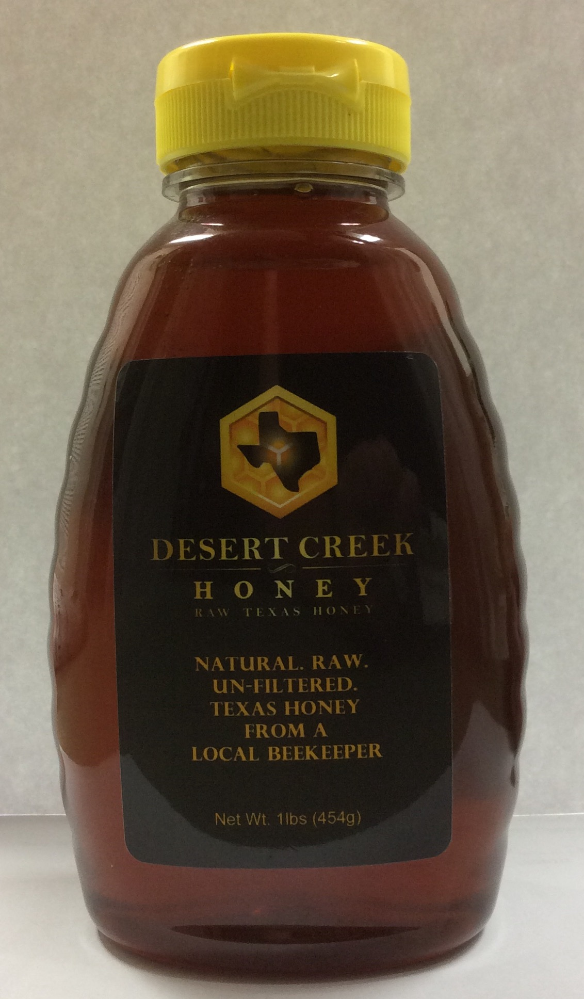 DESERT CREEK
HONEY
RAW TEXAS HONEY
NATURAL. RAW.
UN-FILTERED.
TEXAS HONEY
FROM A
LOCAL BEEKEEPER
Net Wt. 1lbs (454g)